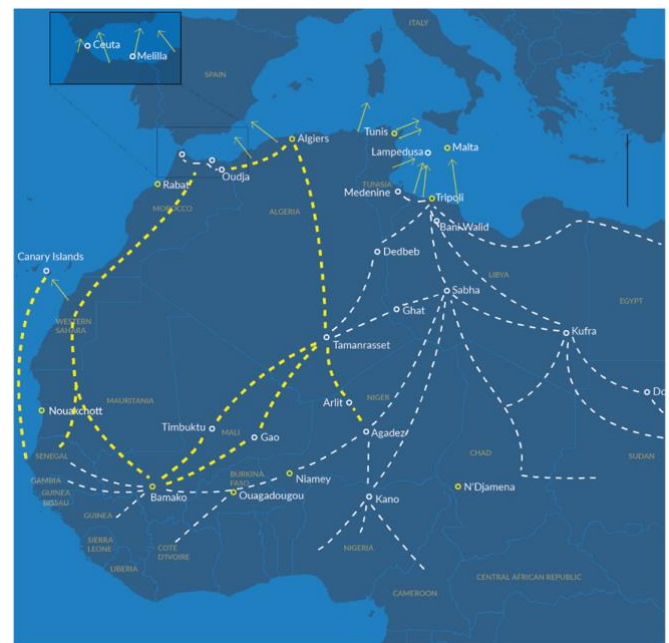 Ceuta
Melilla
ITALY
SPAIN
Algiers
Tunis
Malta
Lampedusa
Oudja
Rabat
MOROCCO
Medenine
TUNISIA
Tripoli
ALGERIA
Bani-Walid
Dedbeb
Canary Islands
LIBYA
EGYPT
Sabha
Ghat
WESTERN
SAHARA
Kufra
Tamanrasset
Do
MAURITANIA
Arlit
NIGER
Nouakchott
Timbuktu
MALI
Gao
Agadez
CHAD
SENEGAL
SUDAN
GAMBIA
GUINEA
BISSAU
BURKINA
FASO
Niamey
Bamako
Ouagadougou
Kano
N'Djamena
GUINEA
SIERRA
LEONE
COTE
D'IVOIRE
NIGERIA
LIBERIA
CENTRAL AFRICAN REPUBLIC
CAMEROON